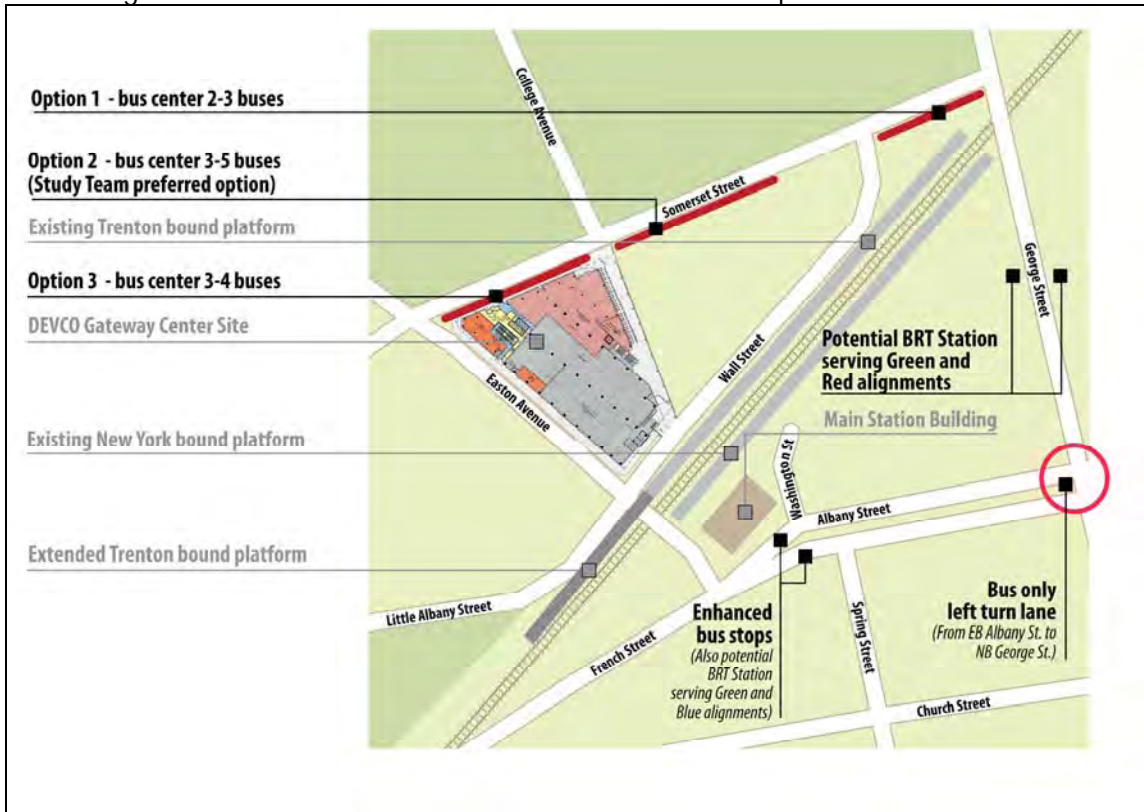 Option 1 - bus center 2-3 buses
Option 2 - bus center 3-5 buses
(Study Team preferred option)
Existing Trenton bound platform
Option 3 - bus center 3-4 buses
DEVCO Gateway Center Site
Existing New York bound platform
Extended Trenton bound platform
College Avenue
Somerset Street
George Street
Wall Street
Easton Avenue
Potential BRT Station
serving Green and
Red alignments
Main Station Building
Washington St
Albany Street
Little Albany Street
French Street
Enhanced
bus stops
(Also potential
BRT Station
serving Green and
Blue alignments)
Spring Street
Bus only
left turn lane
(From EB Albany St. to
NB George St.)
Church Street